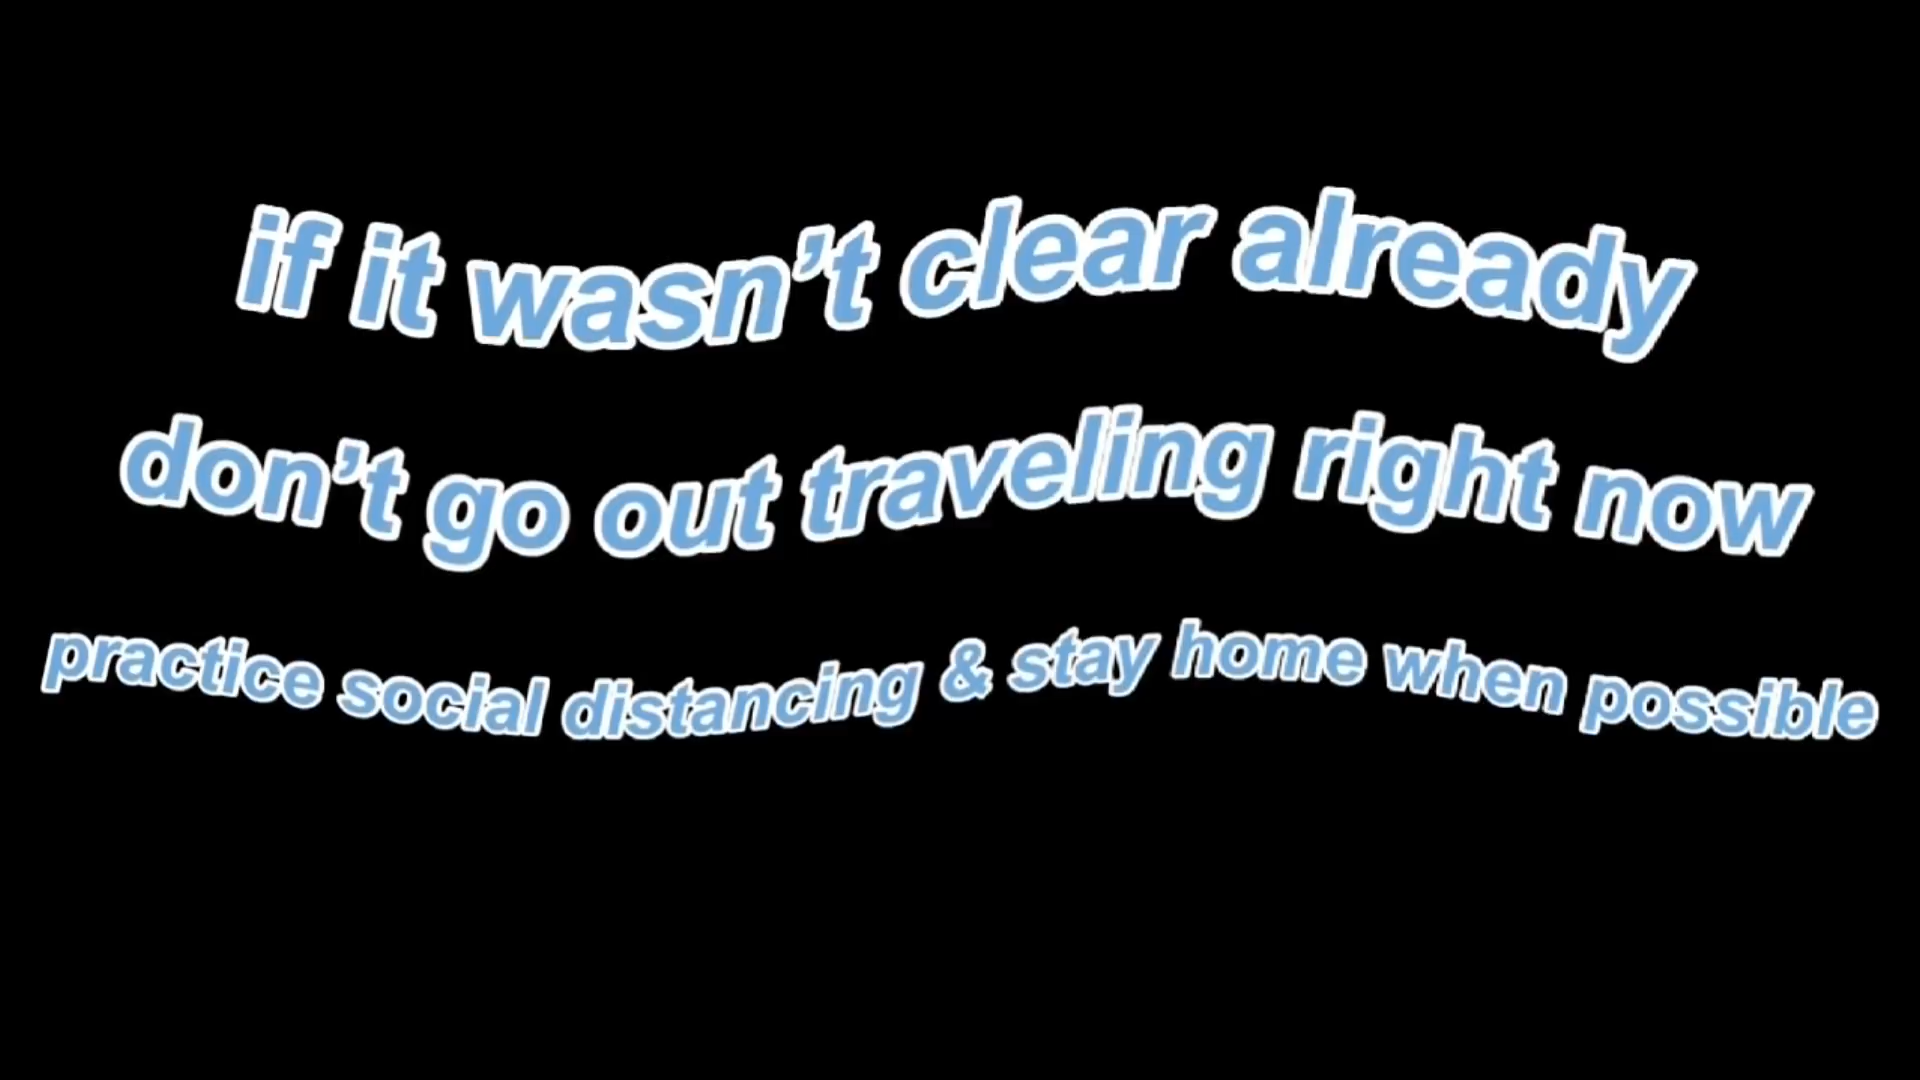 if it wasn’t clear already
don’t go out traveling right now
practice social distancing & stay home when possible